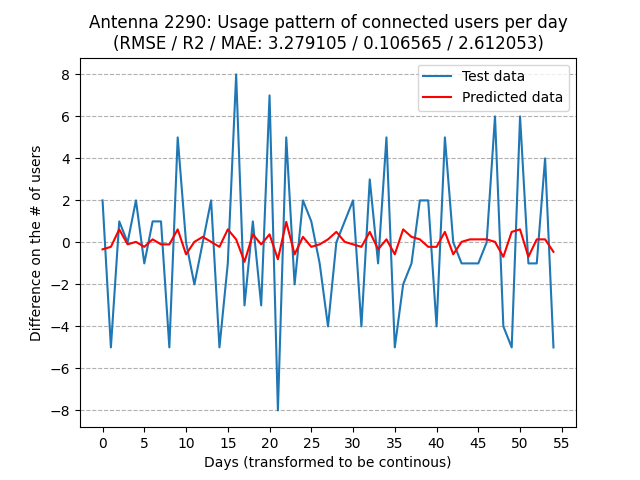 Antenna 2290: Usage pattern of connected users per day
(RMSE / R2 / MAE: 3.279105 / 0.106565 / 2.612053)
Test data
Predicted data
Difference on the # of users
8
6
4
2
0
−2
−4
−6
−8
0 5 10 15 20 25 30 35 40 45 50 55
Days (transformed to be continous)